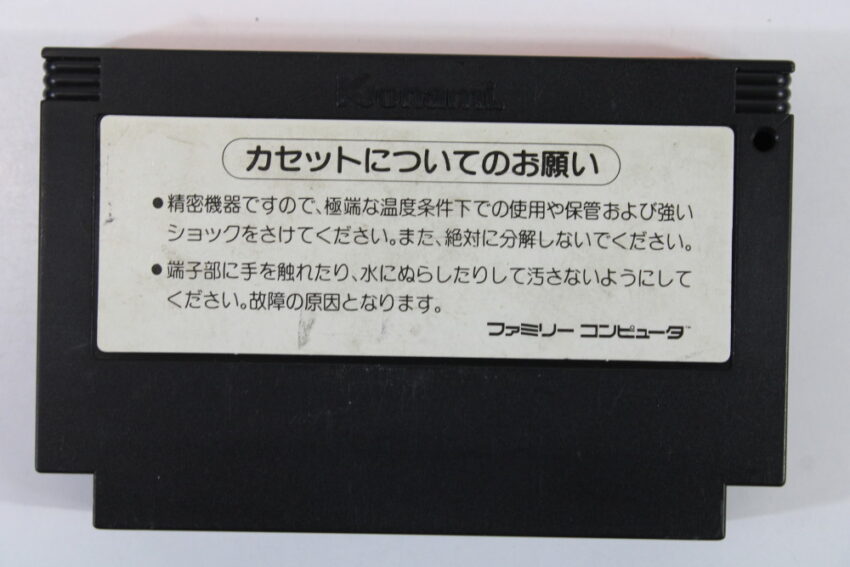 Konami
カセットについてのお願い
●精密機器ですので、極端な温度条件下での使用や保管および強い
ショックをさけてください。また、絶対に分解しないでください。
●端子部に手を触れたり、水にぬらしたりして汚さないようにして
ください。故障の原因となります。
ファミリー コンピュータ™